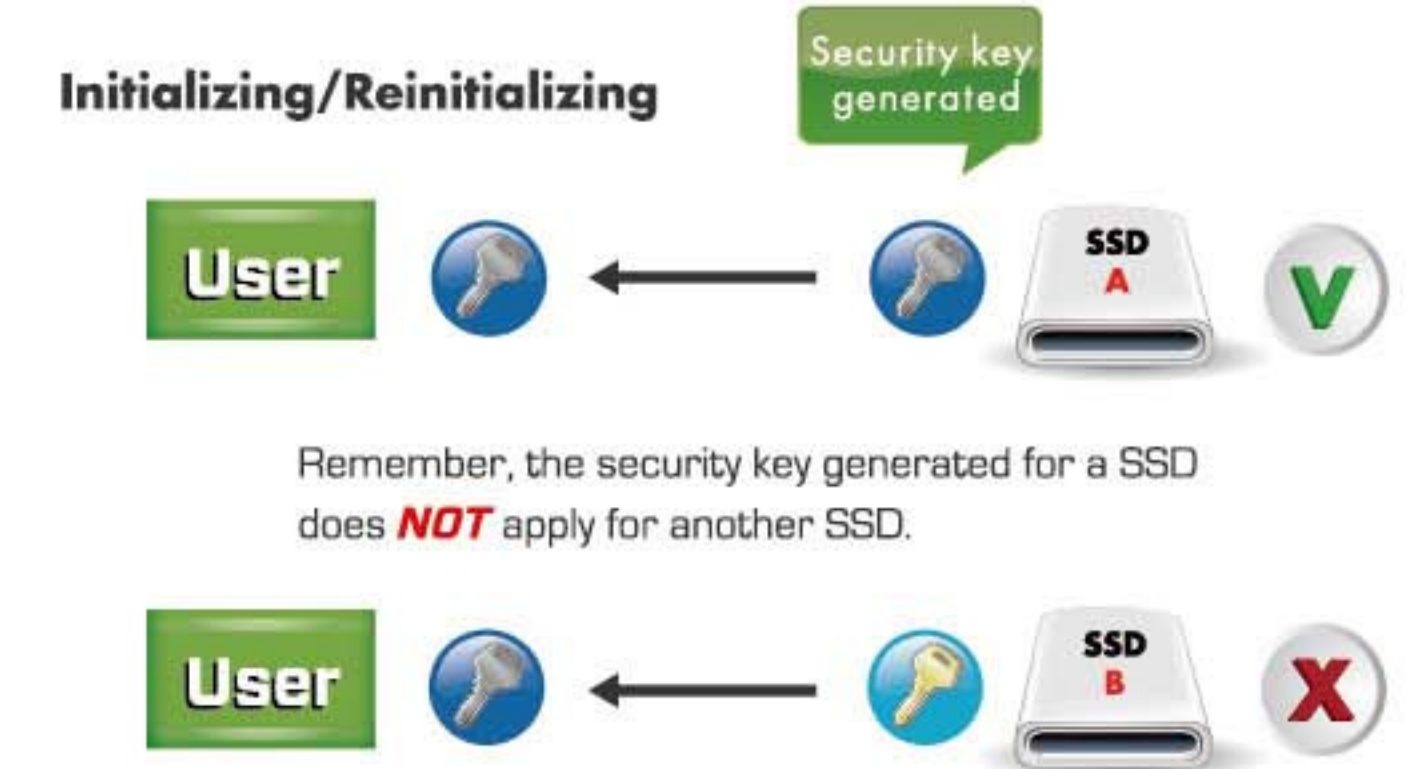 Security key
generated
Initializing/Reinitializing
User
SSD
A
V
Remember, the security key generated for a SSD
does NOT apply for another SSD.
User
SSD
B
X